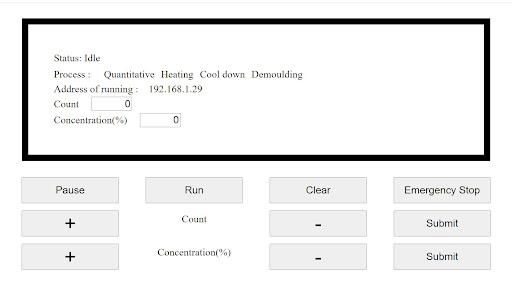 Status: Idle
Process : Quantitative Heating Cool down Demoulding
Address of running : 192.168.1.29
Count 0
Concentration(%) 0
Pause Run Clear Emergency Stop
+ Count - Submit
+ Concentration(%) - Submit